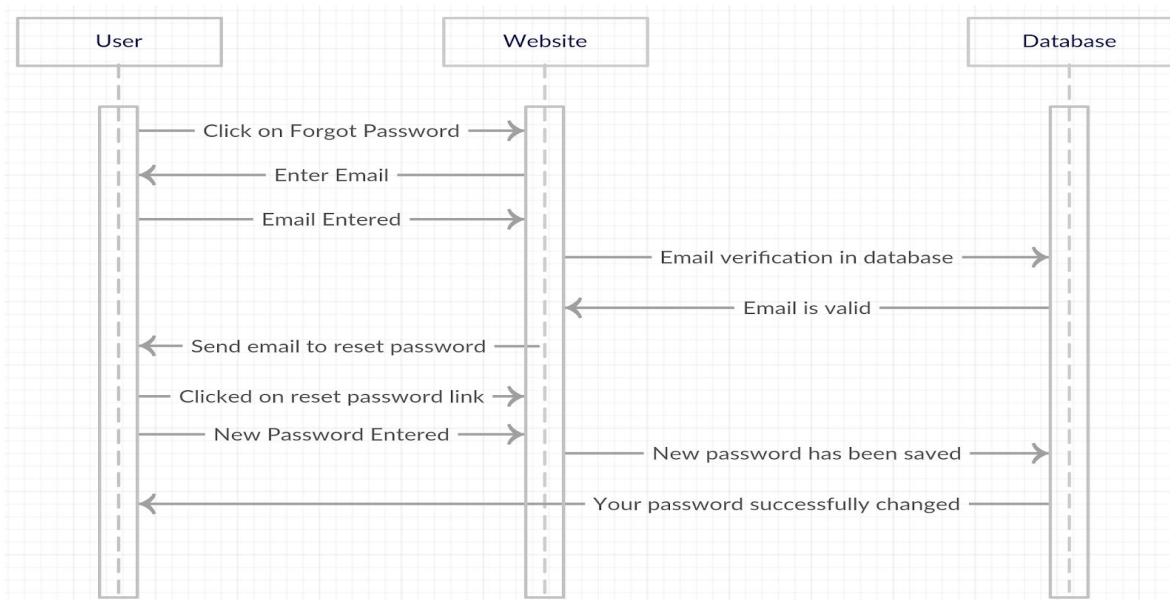 User
Website
Database
Click on Forgot Password
Enter Email
Email Entered
Email verification in database
Email is valid
Send email to reset password
Clicked on reset password link
New Password Entered
New password has been saved
Your password successfully changed